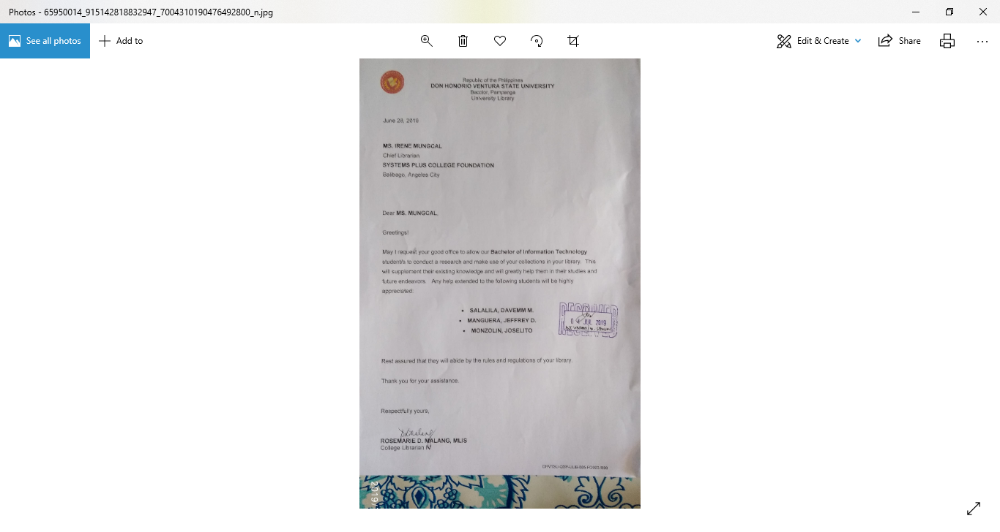 Photos - 65950014_915142818832947_7004310190476492800_n.jpg
See all photos
Add to
Edit & Create
Share
Republic of the Philippines
DON HONORIO VENTURA STATE UNIVERSITY
Bacolor, Pampanga
University Library
June 28, 2019
MS. IRENE MUNGCAL
Chief Librarian
SYSTEMS PLUS COLLEGE FOUNDATION
Balibago, Angeles City
Dear MS. MUNGCAL,
Greetings!
May I request your good office to allow our Bachelor of Information Technology
student/s to conduct a research and make use of your collections in your library. This
will supplement their existing knowledge and will greatly help them in their studies and
future endeavors. Any help extended to the following students will be highly
appreciated:
• SALALILA, DAVEMM M.
• MANGUERA, JEFFREY D.
• MONZOLIN, JOSELITO
RECEIVED
JUL 2019
RECEIVED
Rest assured that they will abide by the rules and regulations of your library.
Thank you for your assistance.
Respectfully yours,
ROSEMARIE D. MALANG, MLIS
College Librarian IV
2019/